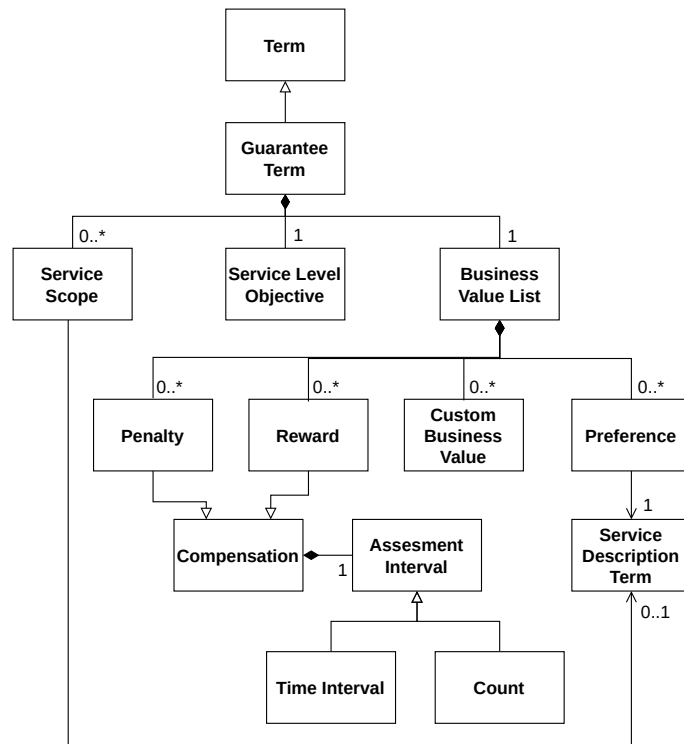 Term
Guarantee
Term
0..*
1
1
Service
Scope
Service Level
Objective
Business
Value List
0..*
0..*
0..*
0..*
Penalty
Reward
Custom
Business
Value
Preference
1
Compensation
1
Assesment
Interval
Service
Description
Term
0..1
Time Interval
Count